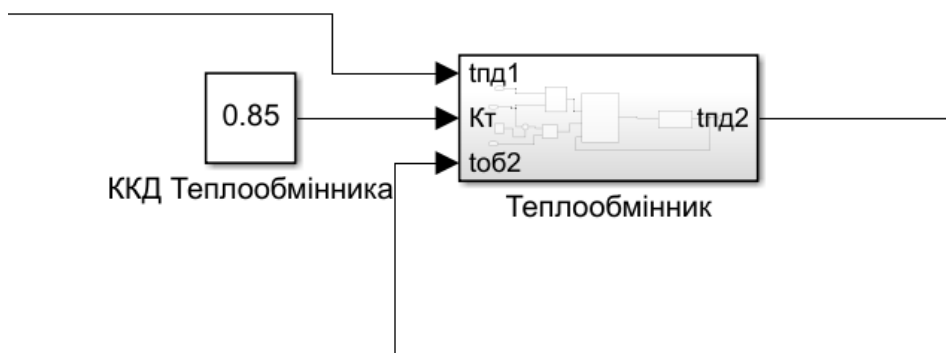 tпд1
0.85
Кт
tпд2
tоб2
ККД Теплообмінника
Теплообмінник